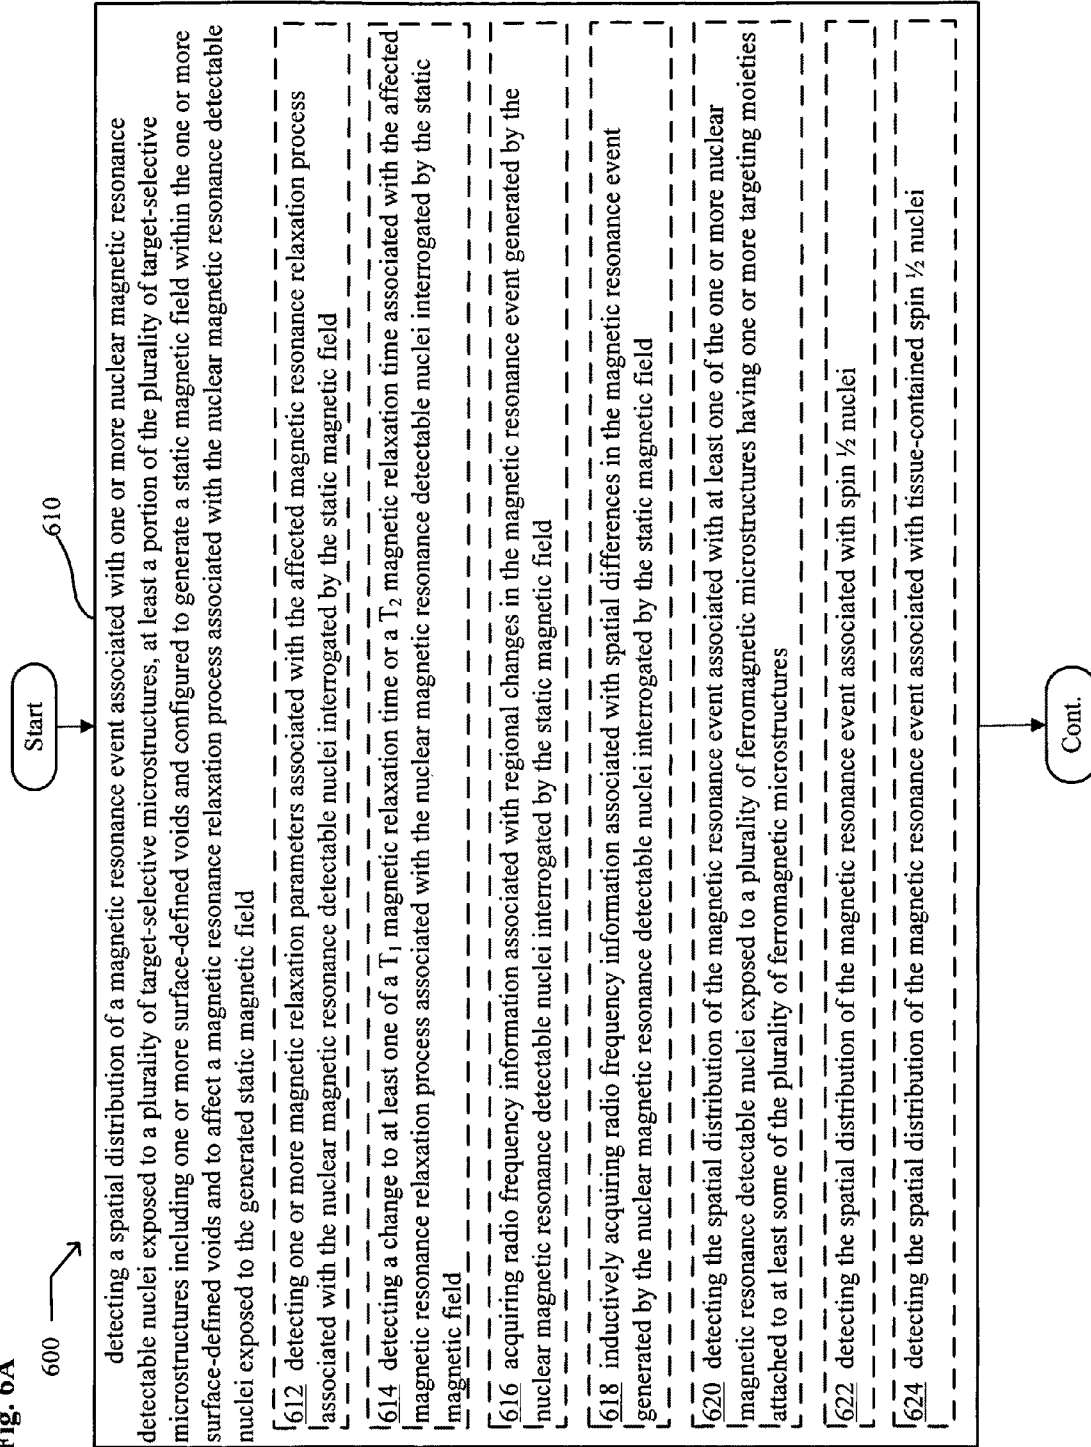 Fig. 6A
600
Start
610
detecting a spatial distribution of a magnetic resonance event associated with one or more nuclear magnetic resonance
detectable nuclei exposed to a plurality of target-selective microstructures, at least a portion of the plurality of target-selective
microstructures including one or more surface-defined voids and configured to generate a static magnetic field within the one or more
surface-defined voids and to affect a magnetic resonance relaxation process associated with the nuclear magnetic resonance detectable
nuclei exposed to the generated static magnetic field
612 detecting one or more magnetic relaxation parameters associated with the affected magnetic resonance relaxation process
associated with the nuclear magnetic resonance detectable nuclei interrogated by the static magnetic field
614 detecting a change to at least one of a T1 magnetic relaxation time or a T2 magnetic relaxation time associated with the affected
magnetic resonance relaxation process associated with the nuclear magnetic resonance detectable nuclei interrogated by the static
magnetic field
616 acquiring radio frequency information associated with regional changes in the magnetic resonance event generated by the
nuclear magnetic resonance detectable nuclei interrogated by the static magnetic field
618 inductively acquiring radio frequency information associated with spatial differences in the magnetic resonance event
generated by the nuclear magnetic resonance detectable nuclei interrogated by the static magnetic field
620 detecting the spatial distribution of the magnetic resonance event associated with at least one of the one or more nuclear
magnetic resonance detectable nuclei exposed to a plurality of ferromagnetic microstructures having one or more targeting moieties
attached to at least some of the plurality of ferromagnetic microstructures
622 detecting the spatial distribution of the magnetic resonance event associated with spin ½ nuclei
624 detecting the spatial distribution of the magnetic resonance event associated with tissue-contained spin ½ nuclei
Cont.